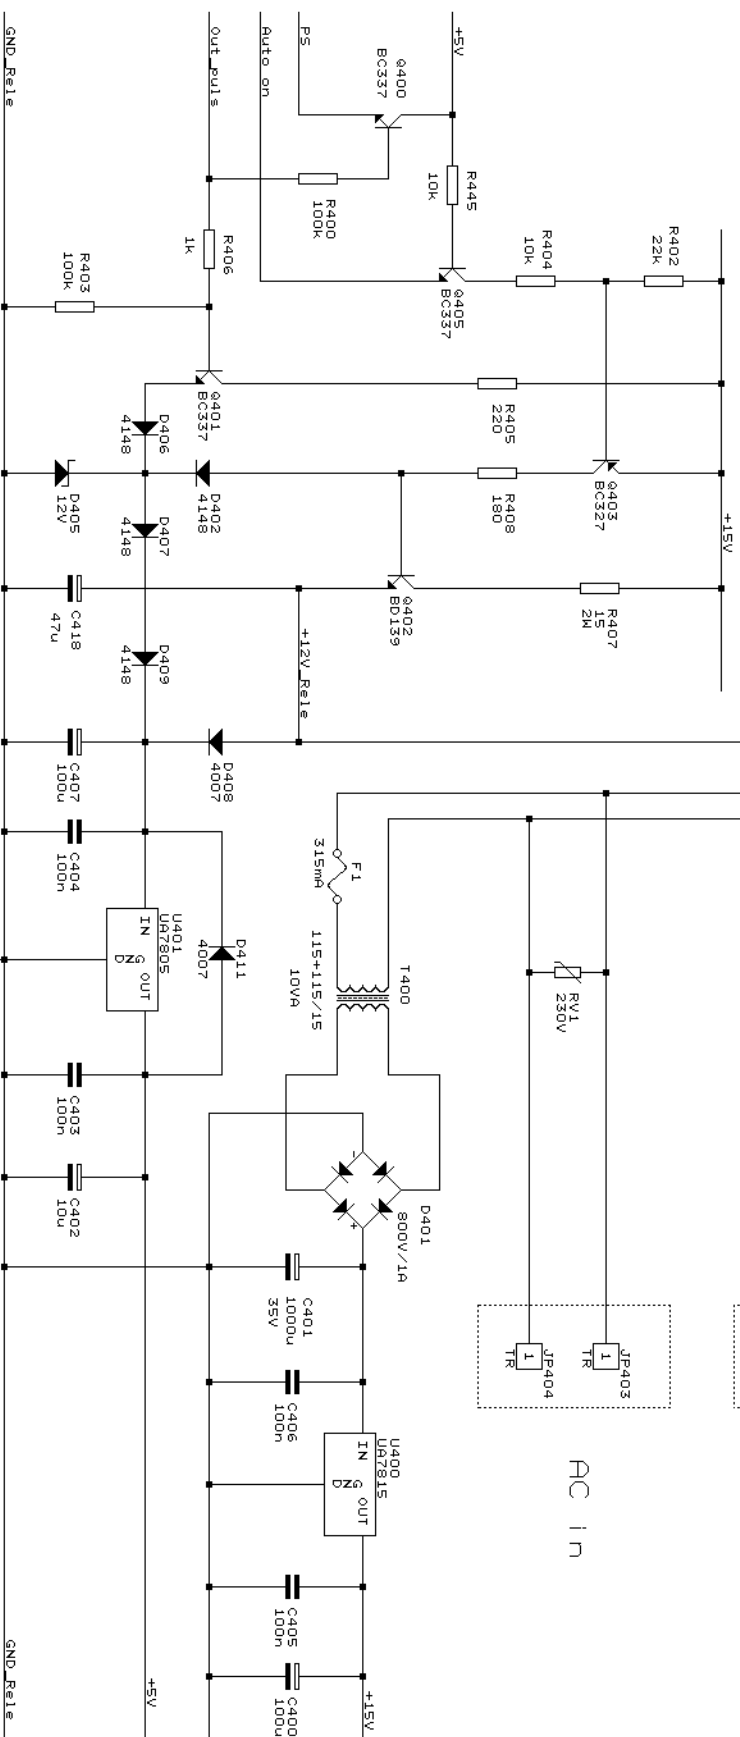 GND_Rele
Out_puls
Auto on
PS
+5V
Q400
BC337
R400
100k
R445
10k
R406
1k
R403
100k
R404
10k
R402
22k
Q405
BC337
Q401
BC337
R405
220
D406
4148
D405
12V
D402
4148
R408
180
Q403
BC327
+15V
D407
4148
C418
47u
Q402
BD139
R407
15
2W
+12V_Rele
D409
4148
C407
100u
D408
4007
C404
100n
U401
UA7805
IN
GND
OUT
D411
4007
F1
315mA
T400
115+115/15
10VA
RV1
230V
C403
100n
C402
10u
-
+
D401
800V/1A
C401
1000u
35V
C406
100n
U400
UA7815
IN
GND
OUT
JP404
1
TR
JP403
1
TR
AC in
C405
100n
C400
100u
GND_Rele
+5V
+15V